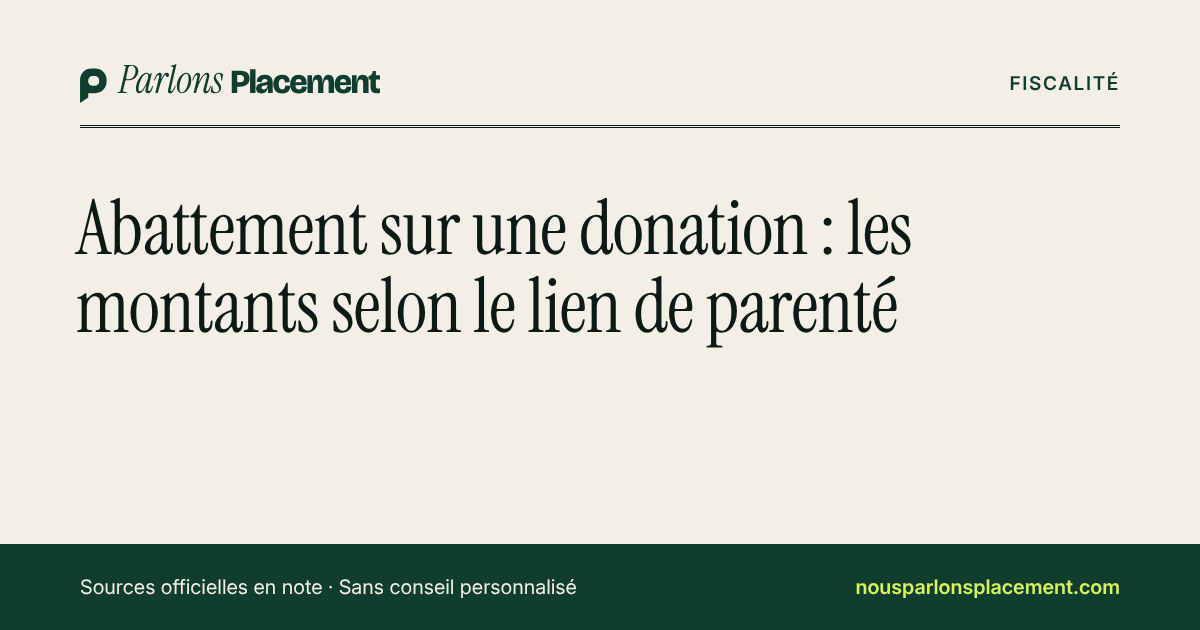 Parlons Placement
FISCALITÉ
Abattement sur une donation : les
montants selon le lien de parenté
Sources officielles en note · Sans conseil personnalisé
nousparlonsplacement.com